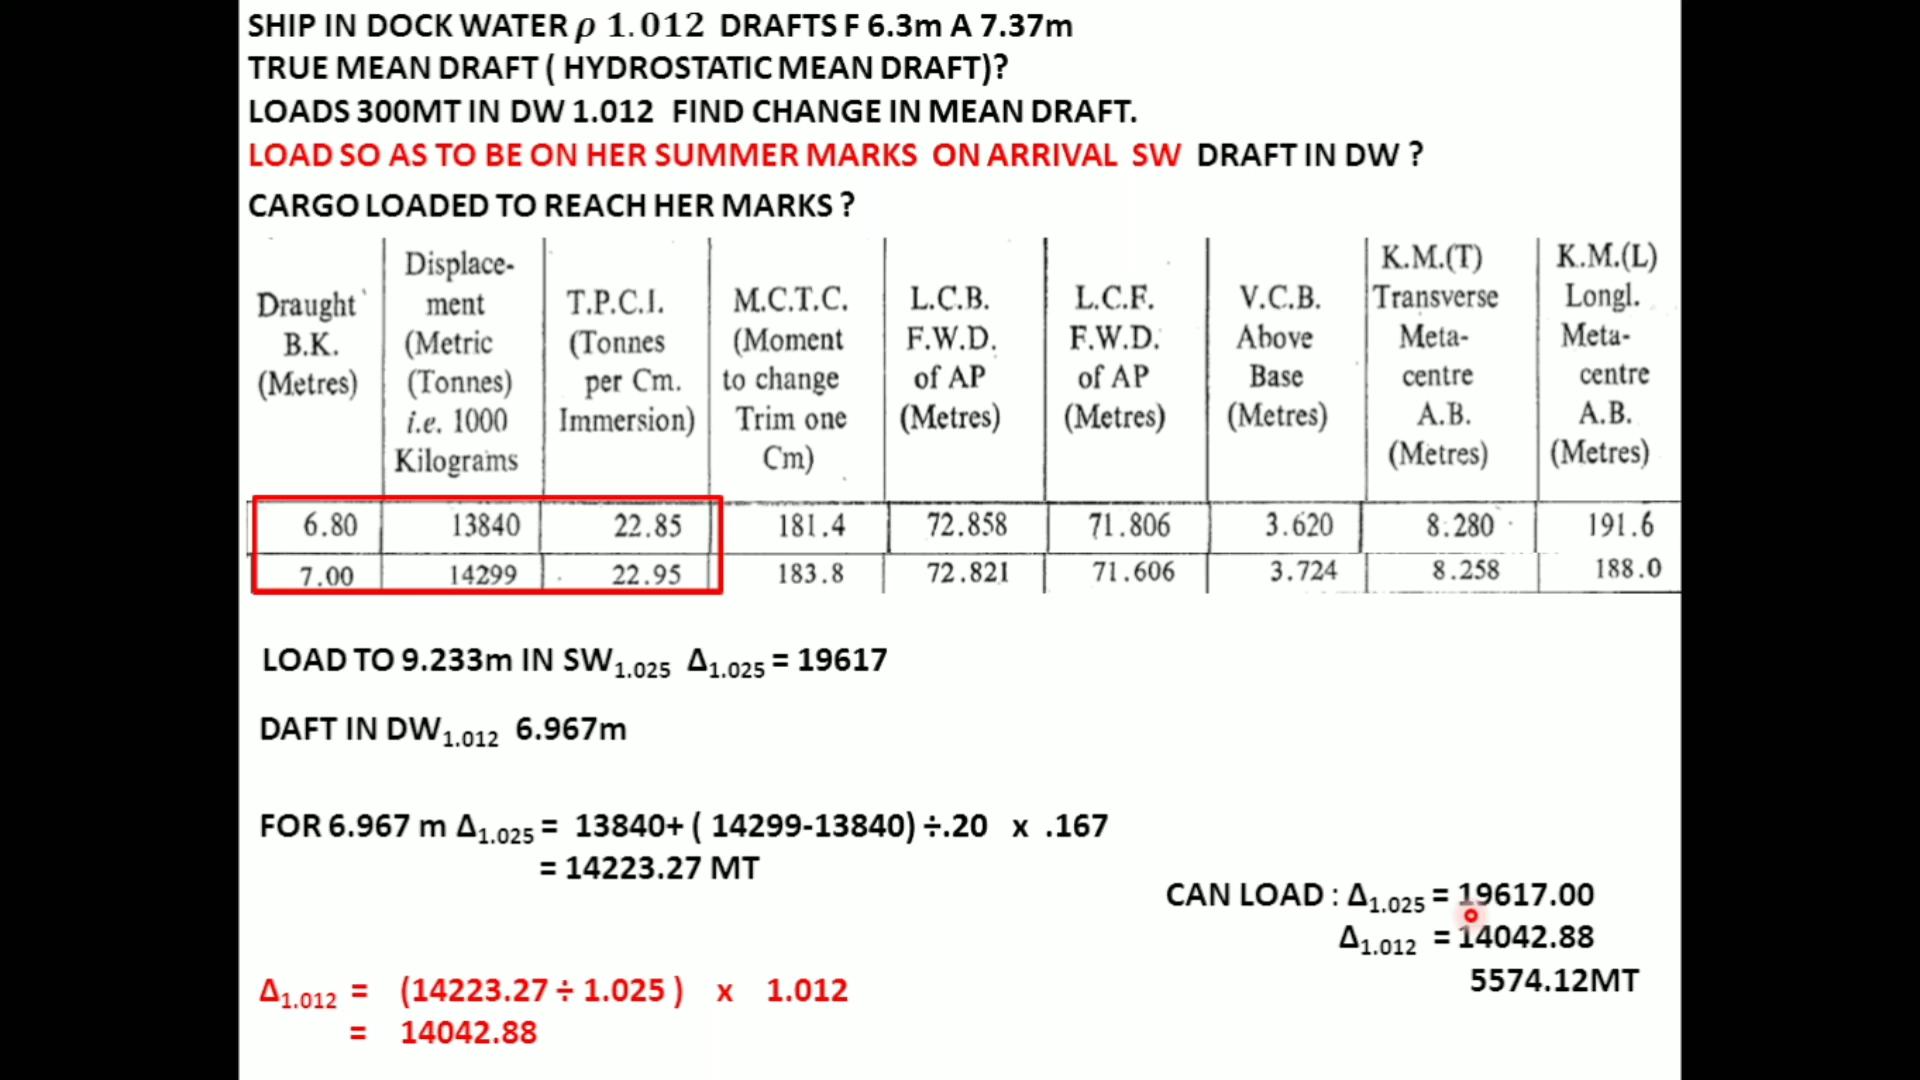 SHIP IN DOCK WATER ρ 1.012 DRAFTS F 6.3m A 7.37m
TRUE MEAN DRAFT ( HYDROSTATIC MEAN DRAFT)?
LOADS 300MT IN DW 1.012 FIND CHANGE IN MEAN DRAFT.
LOAD SO AS TO BE ON HER SUMMER MARKS ON ARRIVAL SW DRAFT IN DW ?
CARGO LOADED TO REACH HER MARKS ?
Draught B.K. (Metres)
Displace-ment (Metric (Tonnes) i.e. 1000 Kilograms
T.P.C.I. (Tonnes per Cm. Immersion)
M.C.T.C. (Moment to change Trim one Cm)
L.C.B. F.W.D. of AP (Metres)
L.C.F. F.W.D. of AP (Metres)
V.C.B. Above Base (Metres)
K.M.(T) Transverse Meta-centre A.B. (Metres)
K.M.(L) Longl. Meta-centre A.B. (Metres)
6.80 13840 22.85 181.4 72.858 71.806 3.620 8.280 191.6
7.00 14299 22.95 183.8 72.821 71.606 3.724 8.258 188.0
LOAD TO 9.233m IN SW1.025 Δ1.025 = 19617
DAFT IN DW1.012 6.967m
FOR 6.967 m Δ1.025 = 13840+ ( 14299-13840) ÷.20 x .167
= 14223.27 MT
CAN LOAD : Δ1.025 = 19617.00
Δ1.012 = 14042.88
5574.12MT
Δ1.012 = (14223.27 ÷ 1.025 ) x 1.012
= 14042.88